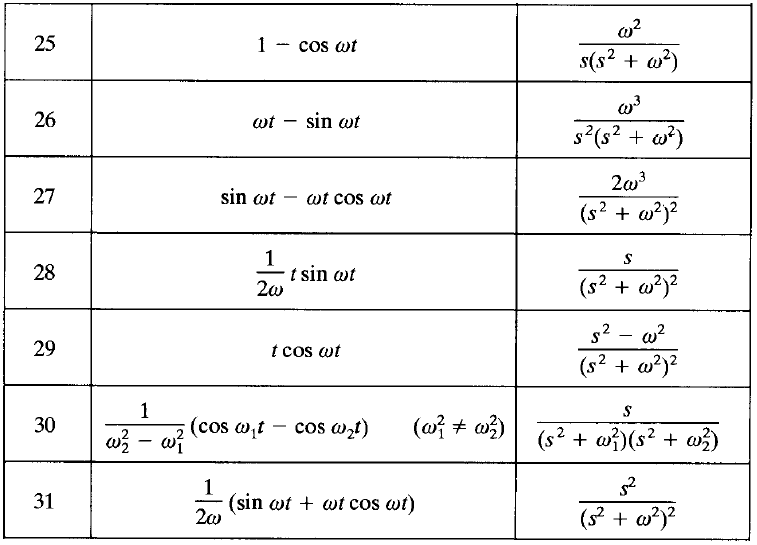 25 1 − cos ωt ω²/(s(s² + ω²))
26 ωt − sin ωt ω³/(s²(s² + ω²))
27 sin ωt − ωt cos ωt 2ω³/(s² + ω²)²
28 (1/2ω) t sin ωt s/(s² + ω²)²
29 t cos ωt (s² − ω²)/(s² + ω²)²
30 1/(ω₂² − ω₁²) (cos ω₁t − cos ω₂t) (ω₁² ≠ ω₂²) s/((s² + ω₁²)(s² + ω₂²))
31 (1/2ω) (sin ωt + ωt cos ωt) s²/(s² + ω²)²